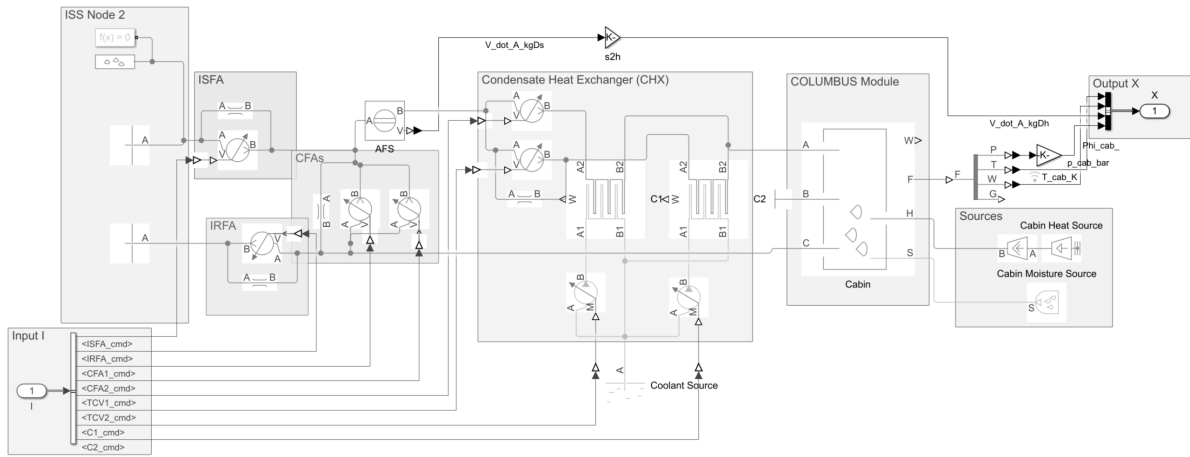 ISS Node 2
f(x) = 0
A
A
ISFA
A B
A
B
V
V_dot_A_kgDs
K-
s2h
A
B
V
AFS
CFAs
A
B
B
V
A
B
V
A
IRFA
A
B
V
A B
Condensate Heat Exchanger (CHX)
A
V
B
A
V
B
A B
W
A2
B2
A1
B1
C1
W
A2
B2
A1
B1
B
A
M
B
A
M
A
Coolant Source
C2
COLUMBUS Module
A
B
C
W
F
H
S
Cabin
F
P
T
W
G
K-
p_cab_bar
T_cab_K
Phi_cab_
V_dot_A_kgDh
Output X
X
1
Sources
Cabin Heat Source
B
A
Cabin Moisture Source
S
Input I
1
I
<ISFA_cmd>
<IRFA_cmd>
<CFA1_cmd>
<CFA2_cmd>
<TCV1_cmd>
<TCV2_cmd>
<C1_cmd>
<C2_cmd>